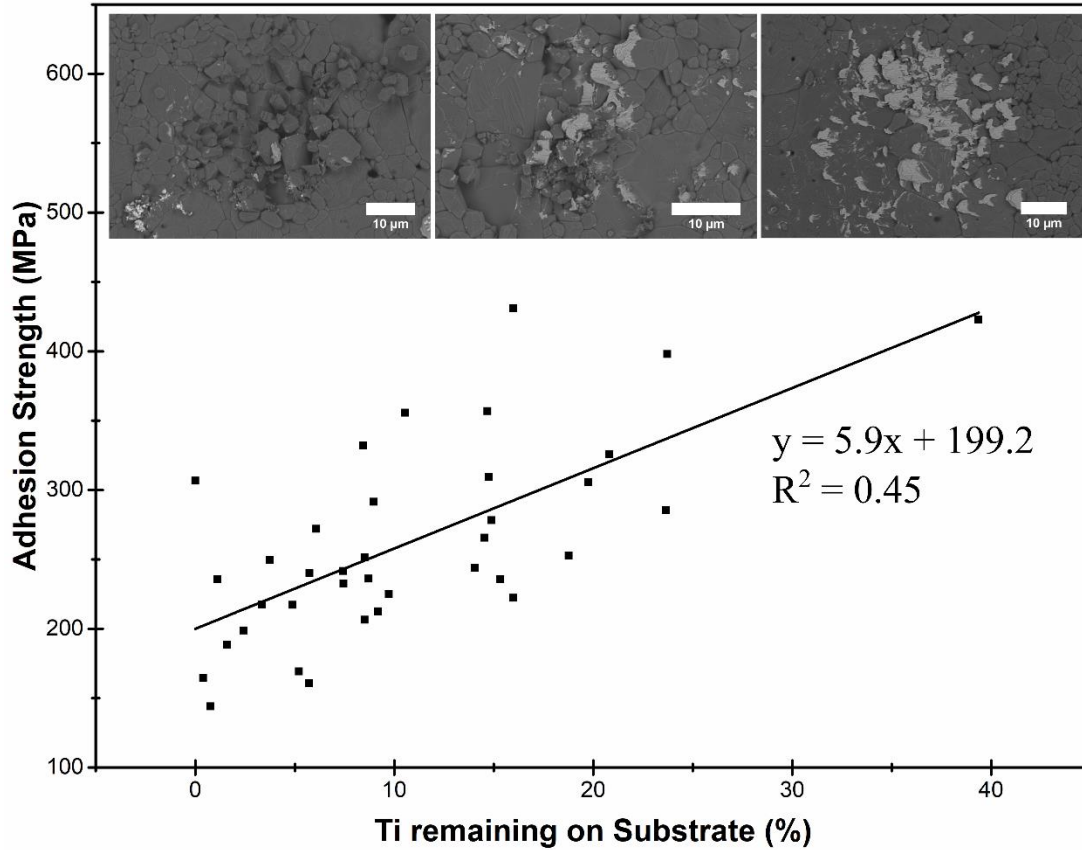 600
500
400
300
200
100
Adhesion Strength (MPa)
10 µm
10 µm
10 µm
y = 5.9x + 199.2
R² = 0.45
0
10
20
30
40
Ti remaining on Substrate (%)